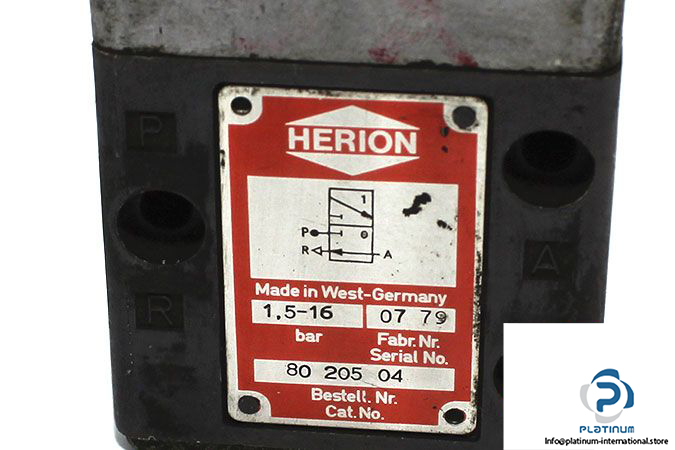 HERION
P
R
A
1
P
0
R
A
Made in West-Germany
1,5-16
07 79
bar
Fabr. Nr.
Serial No.
80 205 04
Bestell. Nr.
Cat. No.
PLATINUM
info@platinum-international.store